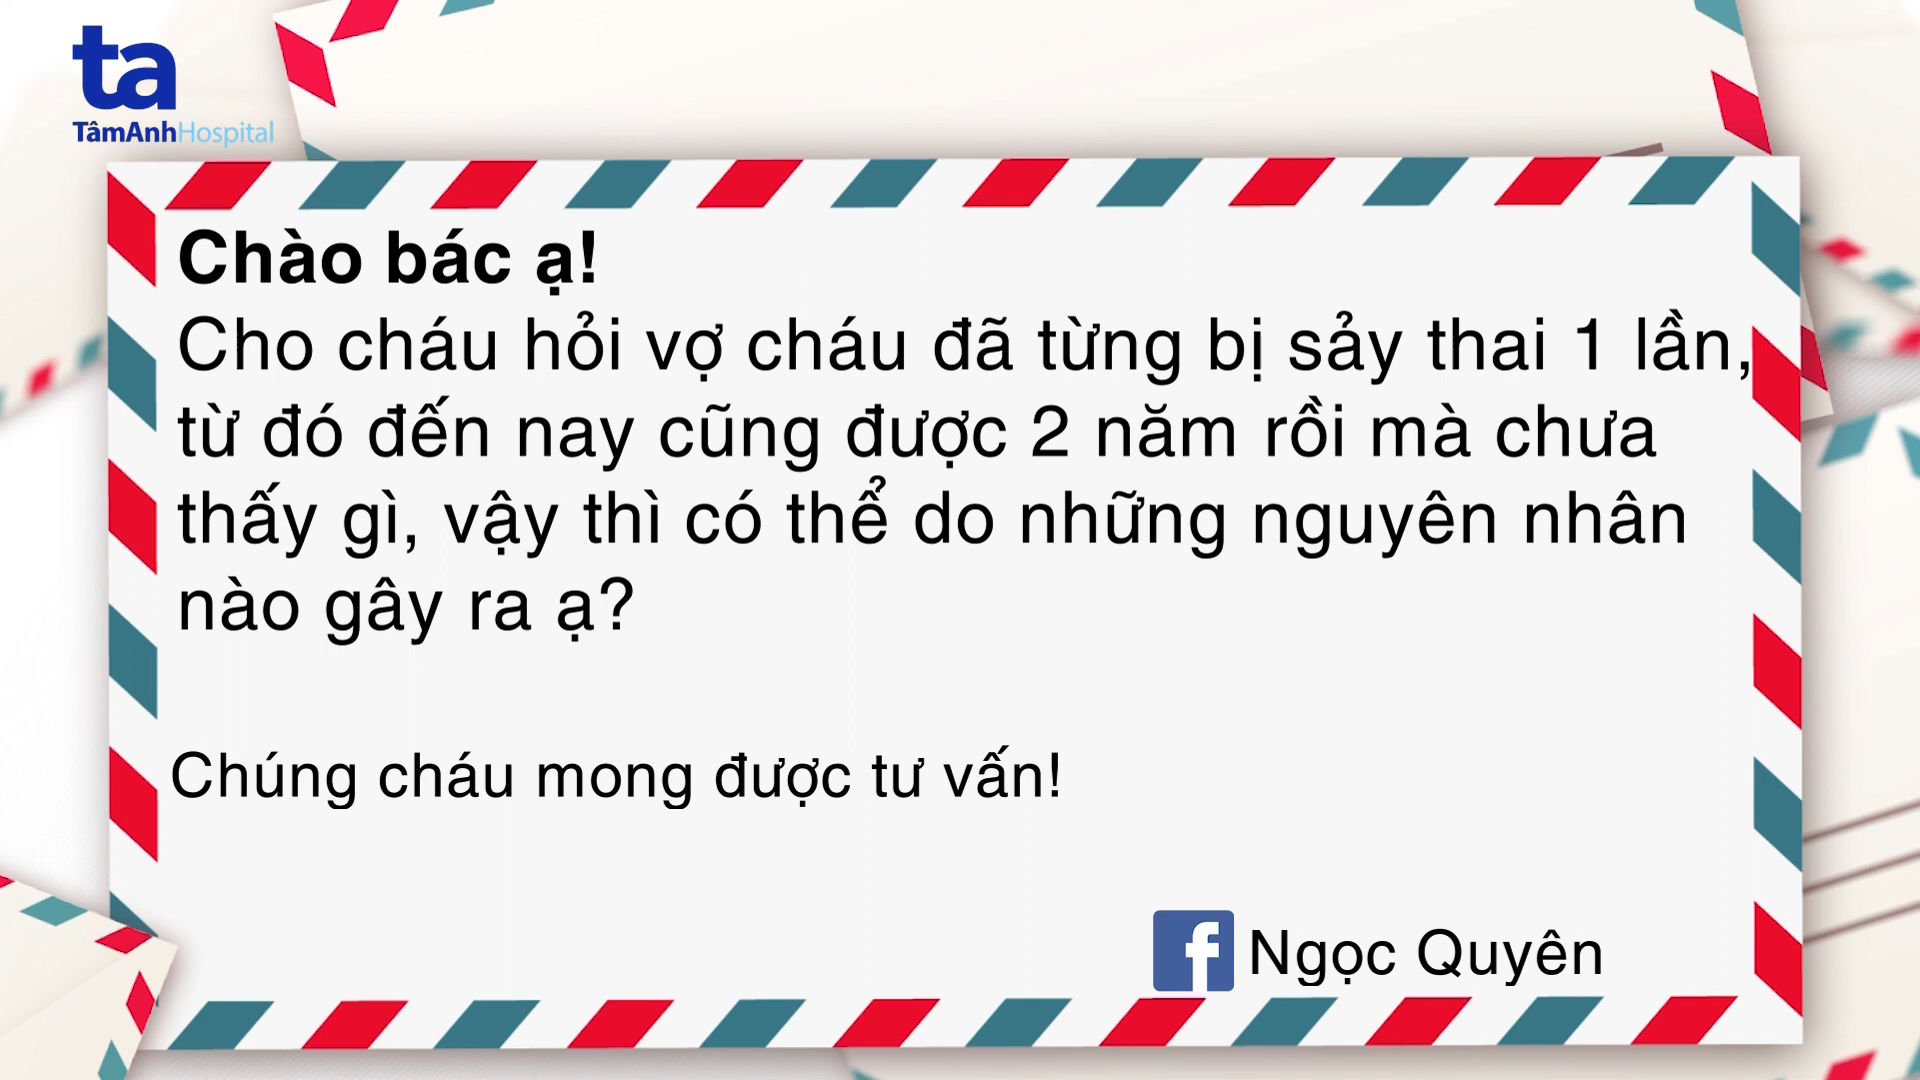 ta
TâmAnhHospital
Chào bác ạ!
Cho cháu hỏi vợ cháu đã từng bị sảy thai 1 lần,
từ đó đến nay cũng được 2 năm rồi mà chưa
thấy gì, vậy thì có thể do những nguyên nhân
nào gây ra ạ?
Chúng cháu mong được tư vấn!
f Ngọc Quyên